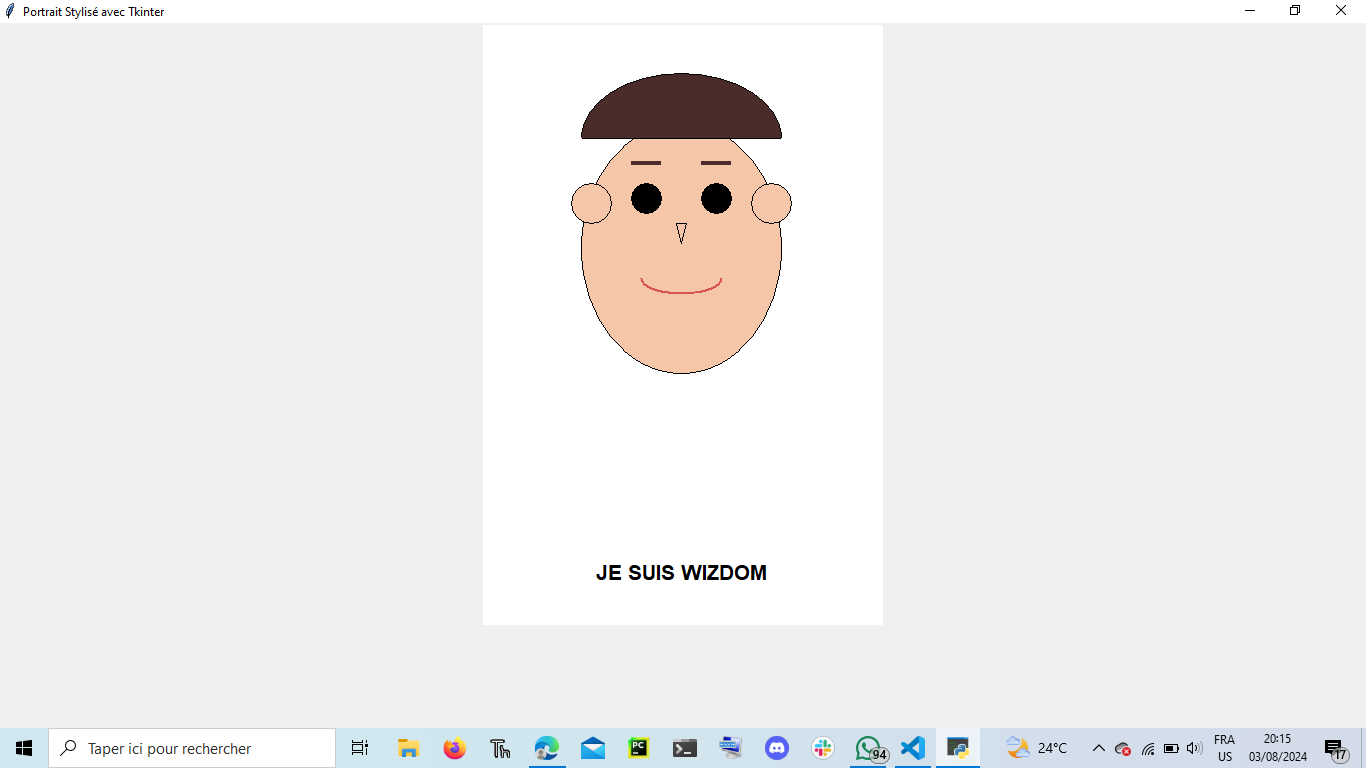 Portrait Stylisé avec Tkinter
JE SUIS WIZDOM
Taper ici pour rechercher
Th
PC
94
24°C
FRA
US
20:15
03/08/2024
17